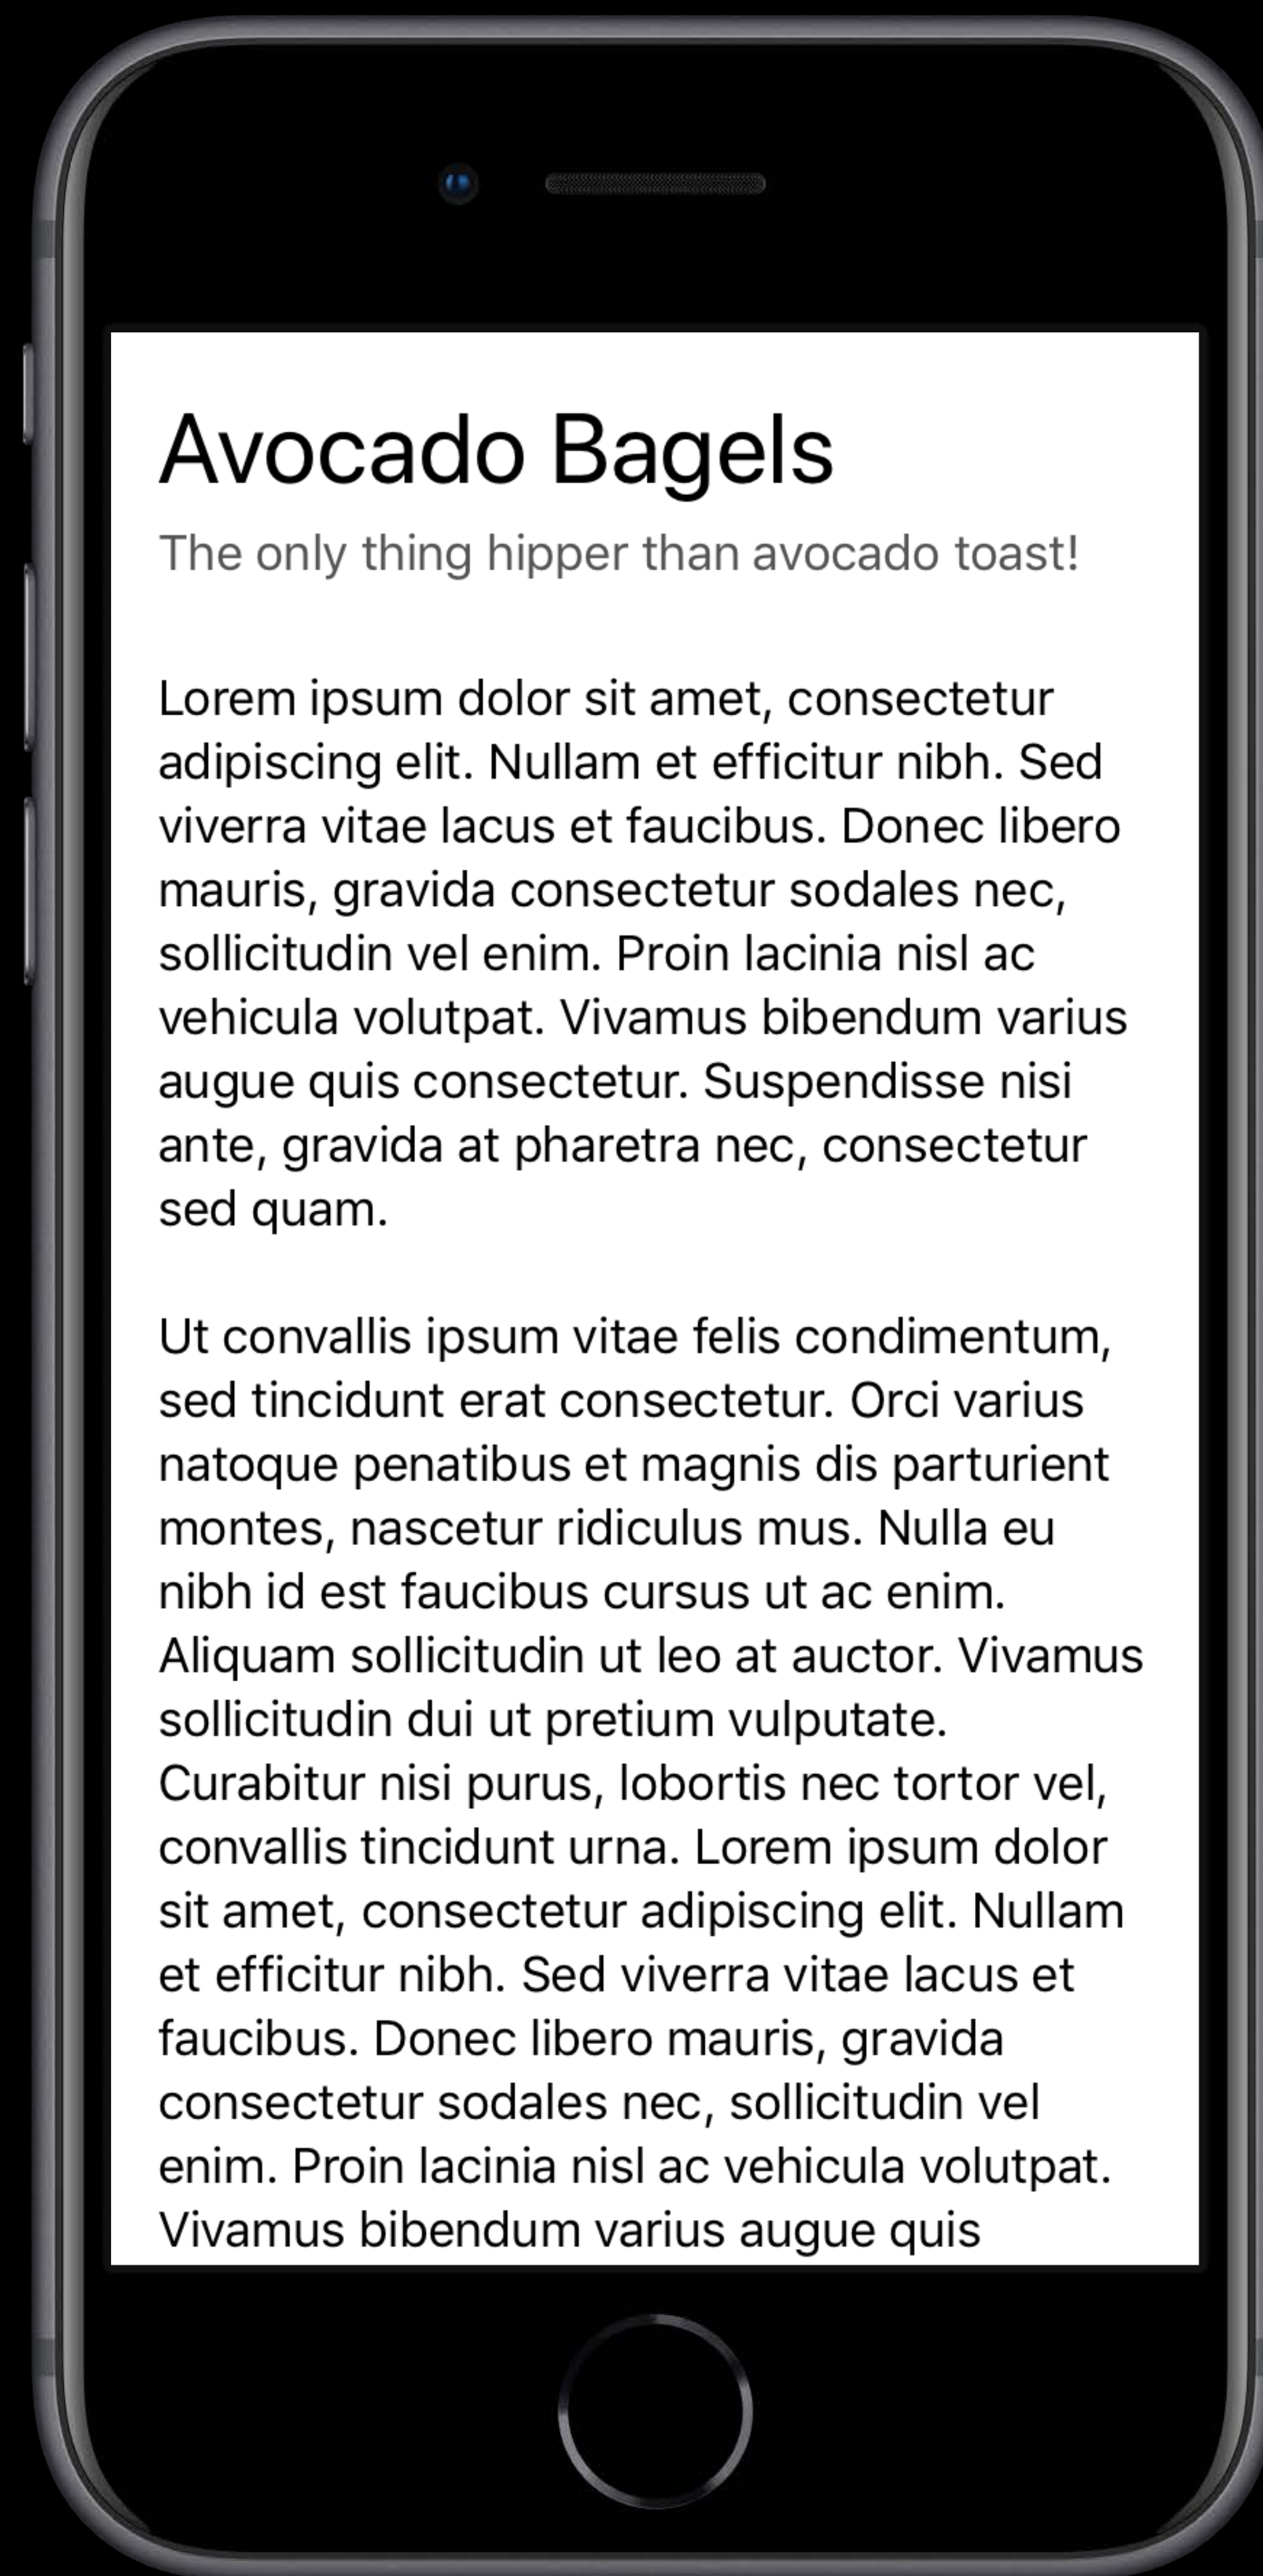 Avocado Bagels
The only thing hipper than avocado toast!
Lorem ipsum dolor sit amet, consectetur
adipiscing elit. Nullam et efficitur nibh. Sed
viverra vitae lacus et faucibus. Donec libero
mauris, gravida consectetur sodales nec,
sollicitudin vel enim. Proin lacinia nisl ac
vehicula volutpat. Vivamus bibendum varius
augue quis consectetur. Suspendisse nisi
ante, gravida at pharetra nec, consectetur
sed quam.
Ut convallis ipsum vitae felis condimentum,
sed tincidunt erat consectetur. Orci varius
natoque penatibus et magnis dis parturient
montes, nascetur ridiculus mus. Nulla eu
nibh id est faucibus cursus ut ac enim.
Aliquam sollicitudin ut leo at auctor. Vivamus
sollicitudin dui ut pretium vulputate.
Curabitur nisi purus, lobortis nec tortor vel,
convallis tincidunt urna. Lorem ipsum dolor
sit amet, consectetur adipiscing elit. Nullam
et efficitur nibh. Sed viverra vitae lacus et
faucibus. Donec libero mauris, gravida
consectetur sodales nec, sollicitudin vel
enim. Proin lacinia nisl ac vehicula volutpat.
Vivamus bibendum varius augue quis